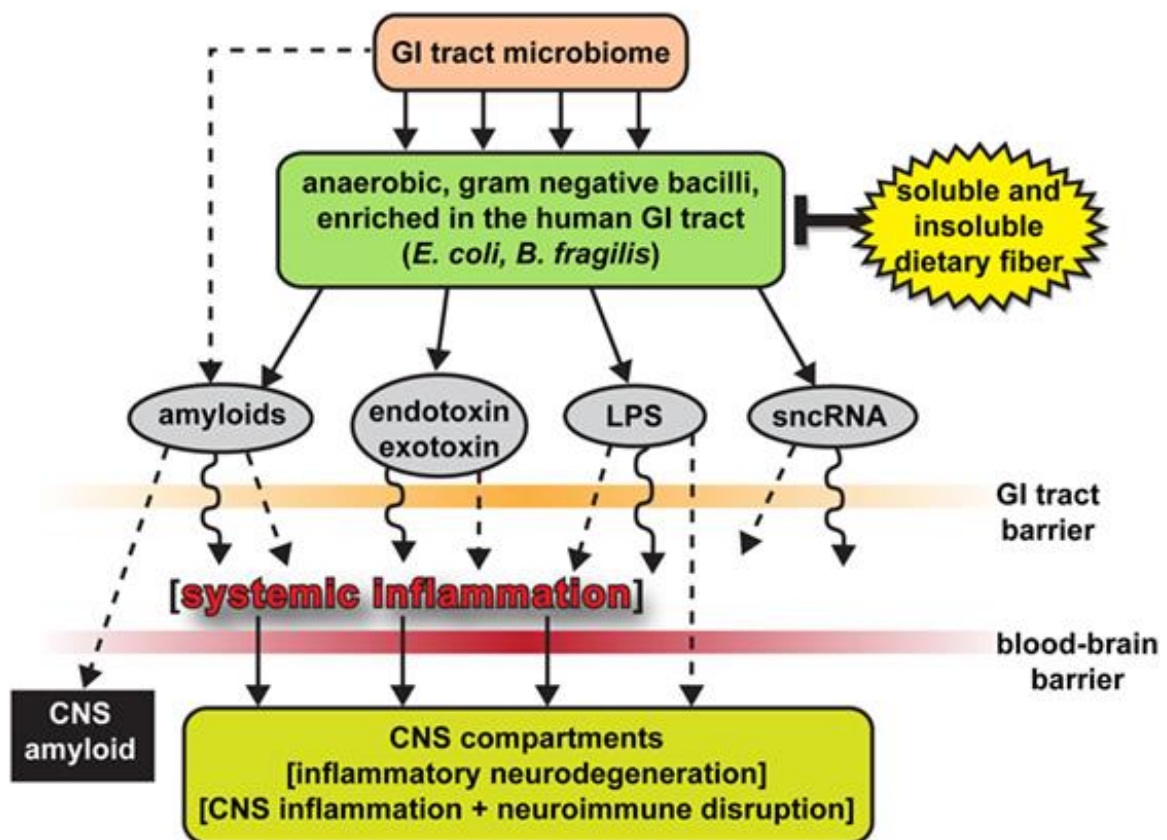 GI tract microbiome
anaerobic, gram negative bacilli,
enriched in the human GI tract
(E. coli, B. fragilis)
soluble and
insoluble
dietary fiber
amyloids
endotoxin
exotoxin
LPS
sncRNA
GI tract
barrier
[systemic inflammation]
blood-brain
barrier
CNS
amyloid
CNS compartments
[inflammatory neurodegeneration]
[CNS inflammation + neuroimmune disruption]